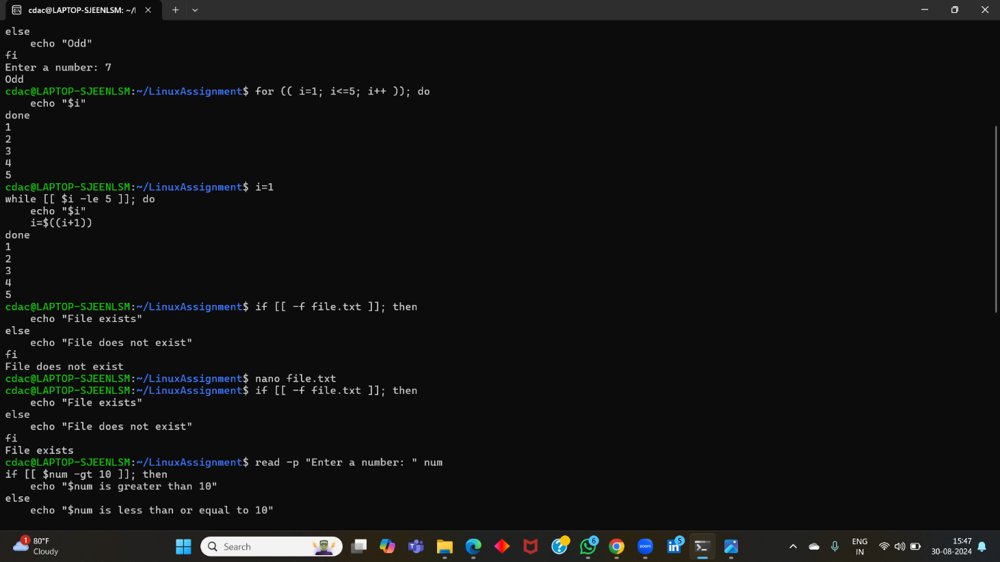 cdac@LAPTOP-SJEENLSM: ~/l
else
    echo "Odd"
fi
Enter a number: 7
Odd
cdac@LAPTOP-SJEENLSM:~/LinuxAssignment$ for (( i=1; i<=5; i++ )); do
    echo "$i"
done
1
2
3
4
5
cdac@LAPTOP-SJEENLSM:~/LinuxAssignment$ i=1
while [[ $i -le 5 ]]; do
    echo "$i"
    i=$((i+1))
done
1
2
3
4
5
cdac@LAPTOP-SJEENLSM:~/LinuxAssignment$ if [[ -f file.txt ]]; then
    echo "File exists"
else
    echo "File does not exist"
fi
File does not exist
cdac@LAPTOP-SJEENLSM:~/LinuxAssignment$ nano file.txt
cdac@LAPTOP-SJEENLSM:~/LinuxAssignment$ if [[ -f file.txt ]]; then
    echo "File exists"
else
    echo "File does not exist"
fi
File exists
cdac@LAPTOP-SJEENLSM:~/LinuxAssignment$ read -p "Enter a number: " num
if [[ $num -gt 10 ]]; then
    echo "$num is greater than 10"
else
    echo "$num is less than or equal to 10"
1
80°F
Cloudy
Search
6
zoom
in
5
ENG
IN
15:47
30-08-2024